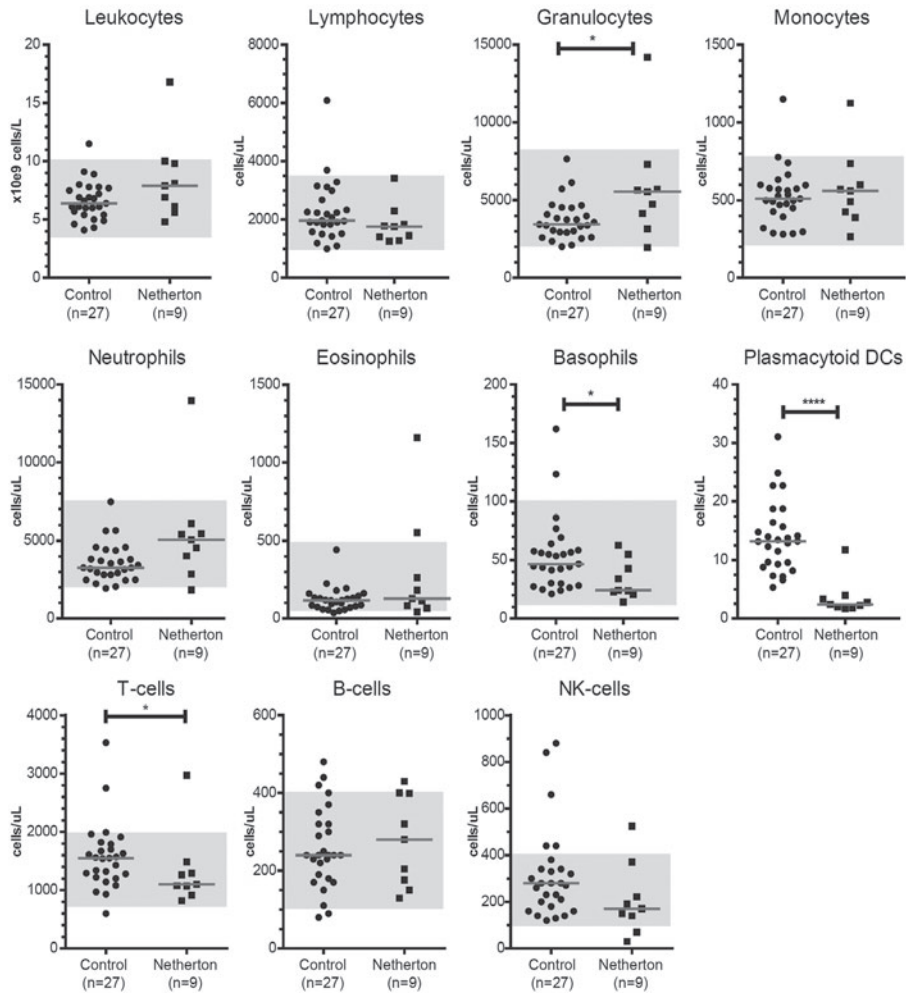 Leukocytes
Lymphocytes
Granulocytes
Monocytes
x10e9 cells/L
20
15
10
5
0
Control
(n=27)
Netherton
(n=9)
cells/uL
8000
6000
4000
2000
0
Control
(n=27)
Netherton
(n=9)
cells/uL
15000
10000
5000
0
*
Control
(n=27)
Netherton
(n=9)
cells/uL
1500
1000
500
0
Control
(n=27)
Netherton
(n=9)
Neutrophils
Eosinophils
Basophils
Plasmacytoid DCs
cells/uL
15000
10000
5000
0
Control
(n=27)
Netherton
(n=9)
cells/uL
1500
1000
500
0
Control
(n=27)
Netherton
(n=9)
cells/uL
200
150
100
50
0
*
Control
(n=27)
Netherton
(n=9)
cells/uL
40
30
20
10
0
****
Control
(n=27)
Netherton
(n=9)
T-cells
B-cells
NK-cells
cells/uL
4000
3000
2000
1000
0
*
Control
(n=27)
Netherton
(n=9)
cells/uL
600
400
200
0
Control
(n=27)
Netherton
(n=9)
cells/uL
1000
800
600
400
200
0
Control
(n=27)
Netherton
(n=9)